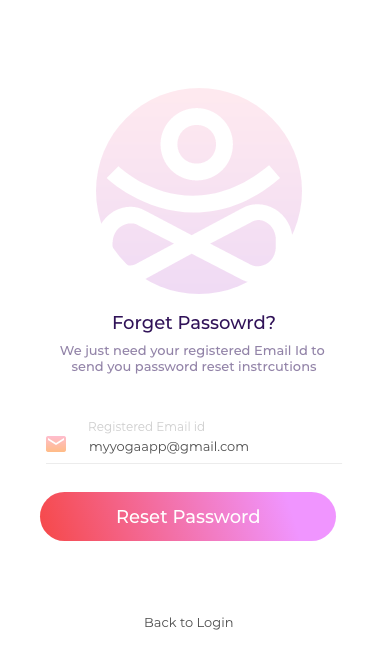 Forget Passowrd?
We just need your registered Email Id to
send you password reset instrcutions
Registered Email id
myyogaapp@gmail.com
Reset Password
Back to Login